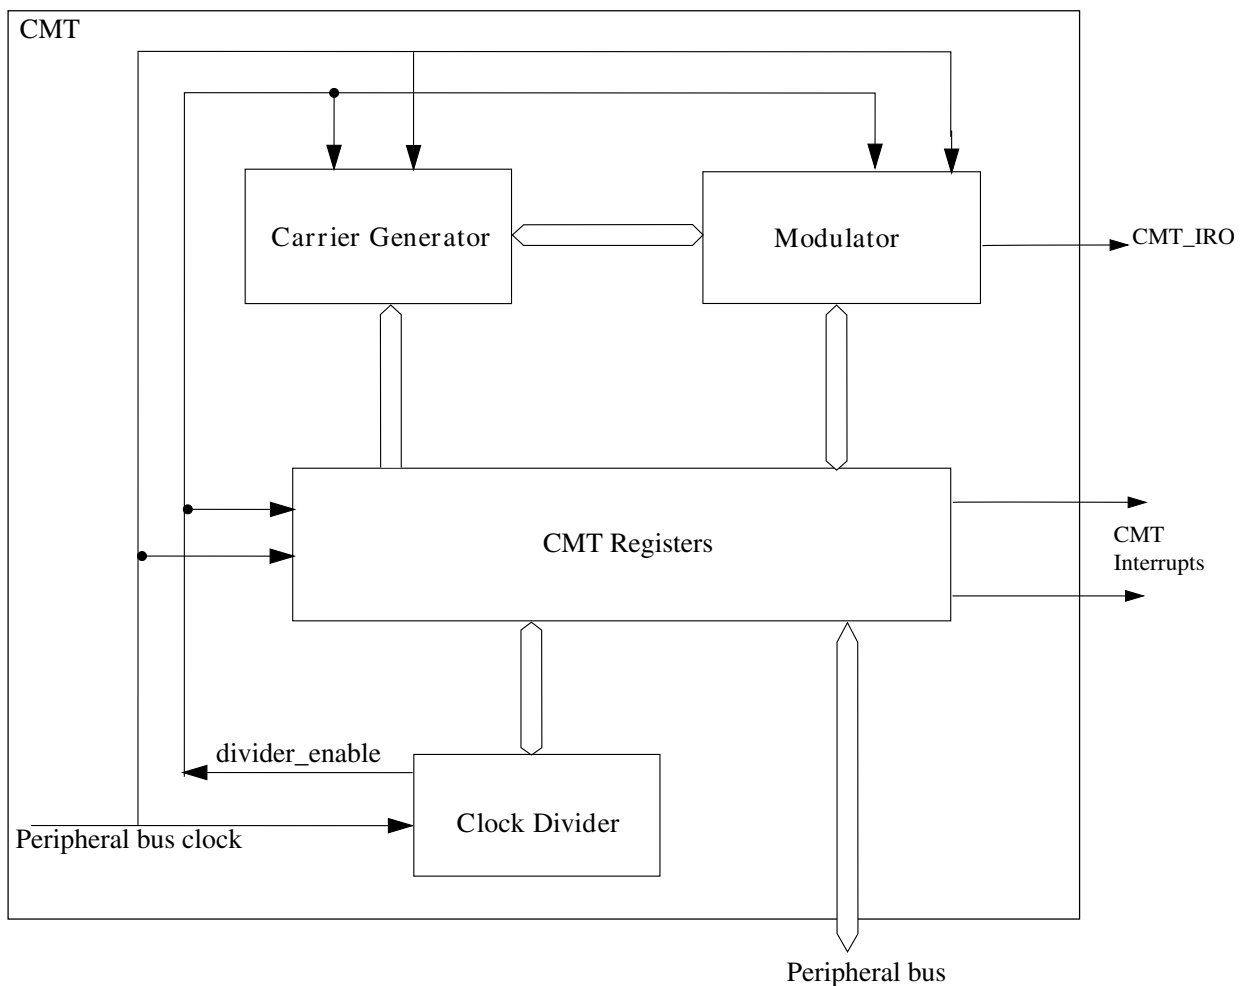 CMT
Carrier Generator
Modulator
CMT_IRO
CMT Registers
CMT
Interrupts
divider_enable
Clock Divider
Peripheral bus clock
Peripheral bus